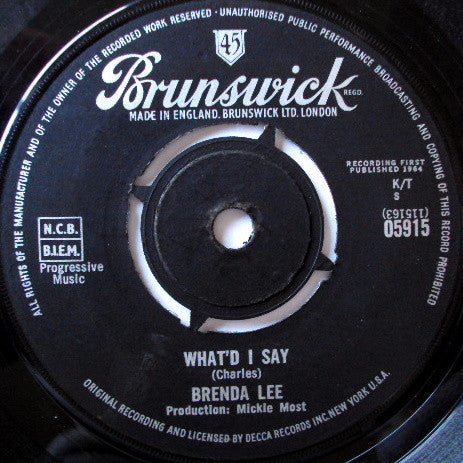 ALL RIGHTS OF THE MANUFACTURER AND OF THE OWNER OF THE RECORDED WORK RESERVED · UNAUTHORISED PUBLIC PERFORMANCE BROADCASTING AND COPYING OF THIS RECORD PROHIBITED
45
Brunswick
REGD.
MADE IN ENGLAND. BRUNSWICK LTD. LONDON
RECORDING FIRST
PUBLISHED 1964
K/T
S
(115163)
05915
N.C.B.
B.I.E.M.
Progressive
Music
WHAT'D I SAY
(Charles)
BRENDA LEE
Production: Mickie Most
ORIGINAL RECORDING AND LICENSED BY DECCA RECORDS INC. NEW YORK U.S.A.